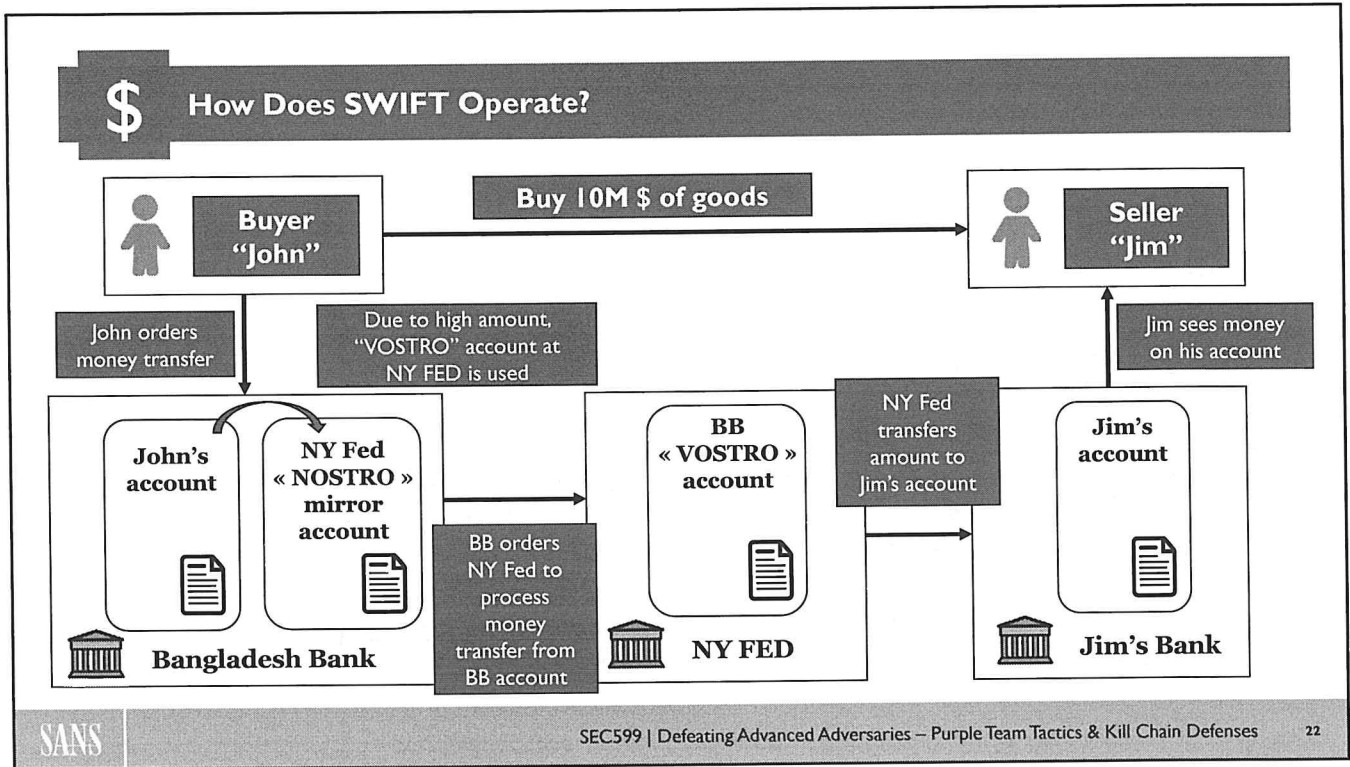 $
How Does SWIFT Operate?
Buyer
“John”
Buy 10M $ of goods
Seller
“Jim”
John orders
money transfer
Due to high amount,
“VOSTRO” account at
NY FED is used
Jim sees money
on his account
John's
account
NY Fed
« NOSTRO »
mirror
account
Bangladesh Bank
BB orders
NY Fed to
process
money
transfer from
BB account
BB
« VOSTRO »
account
NY FED
NY Fed
transfers
amount to
Jim's account
Jim's
account
Jim's Bank
SANS
SEC599 | Defeating Advanced Adversaries – Purple Team Tactics & Kill Chain Defenses 22